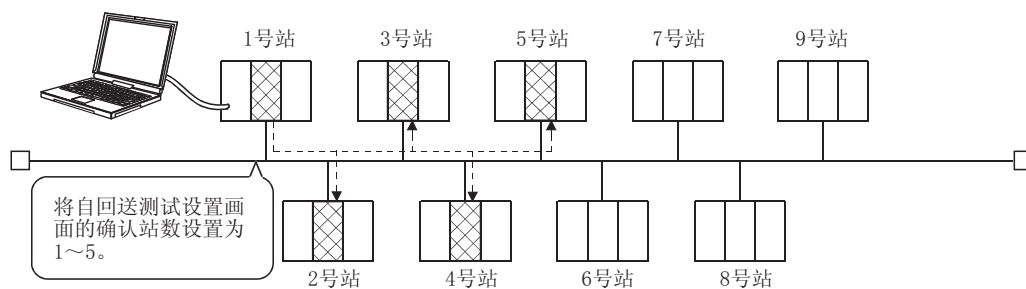 1号站
3号站
5号站
7号站
9号站
将自回送测试设置画
面的确认站数设置为
1～5。
2号站
4号站
6号站
8号站